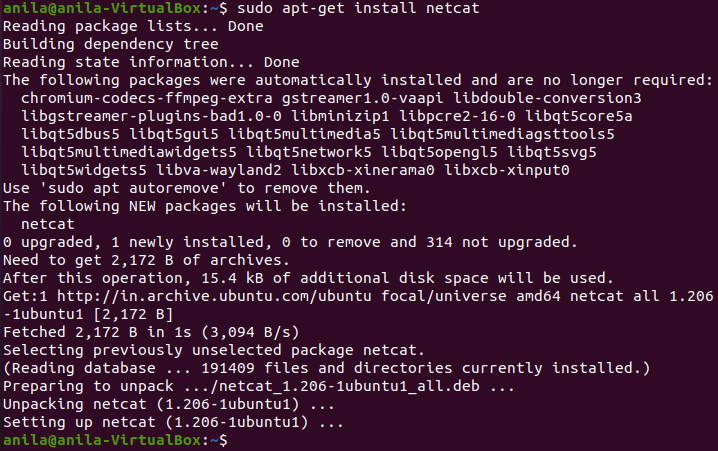 anila@anila-VirtualBox:~$ sudo apt-get install netcat
Reading package lists... Done
Building dependency tree
Reading state information... Done
The following packages were automatically installed and are no longer required:
  chromium-codecs-ffmpeg-extra gstreamer1.0-vaapi libdouble-conversion3
  libgstreamer-plugins-bad1.0-0 libminizip1 libpcre2-16-0 libqt5core5a
  libqt5dbus5 libqt5gui5 libqt5multimedia5 libqt5multimediagsttools5
  libqt5multimediawidgets5 libqt5network5 libqt5opengl5 libqt5svg5
  libqt5widgets5 libva-wayland2 libxcb-xinerama0 libxcb-xinput0
Use 'sudo apt autoremove' to remove them.
The following NEW packages will be installed:
  netcat
0 upgraded, 1 newly installed, 0 to remove and 314 not upgraded.
Need to get 2,172 B of archives.
After this operation, 15.4 kB of additional disk space will be used.
Get:1 http://in.archive.ubuntu.com/ubuntu focal/universe amd64 netcat all 1.206
-1ubuntu1 [2,172 B]
Fetched 2,172 B in 1s (3,094 B/s)
Selecting previously unselected package netcat.
(Reading database ... 191409 files and directories currently installed.)
Preparing to unpack .../netcat_1.206-1ubuntu1_all.deb ...
Unpacking netcat (1.206-1ubuntu1) ...
Setting up netcat (1.206-1ubuntu1) ...
anila@anila-VirtualBox:~$